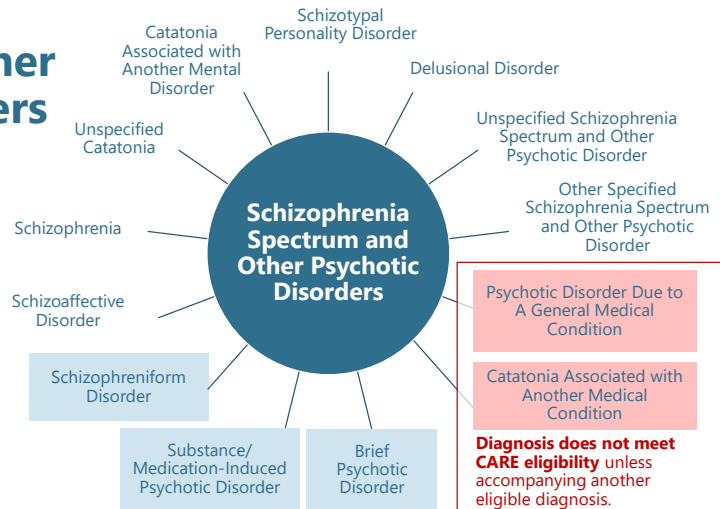 ner
ers
Schizotypal
Personality Disorder
Catatonia
Associated with
Another Mental
Disorder
Delusional Disorder
Unspecified
Catatonia
Unspecified Schizophrenia
Spectrum and Other
Psychotic Disorder
Schizophrenia
Other Specified
Schizophrenia Spectrum
and Other Psychotic
Disorder
Schizophrenia
Spectrum and
Other Psychotic
Disorders
Schizoaffective
Disorder
Psychotic Disorder Due to
A General Medical
Condition
Schizophreniform
Disorder
Catatonia Associated with
Another Medical
Condition
Substance/
Medication-Induced
Psychotic Disorder
Brief
Psychotic
Disorder
Diagnosis does not meet
CARE eligibility unless
accompanying another
eligible diagnosis.